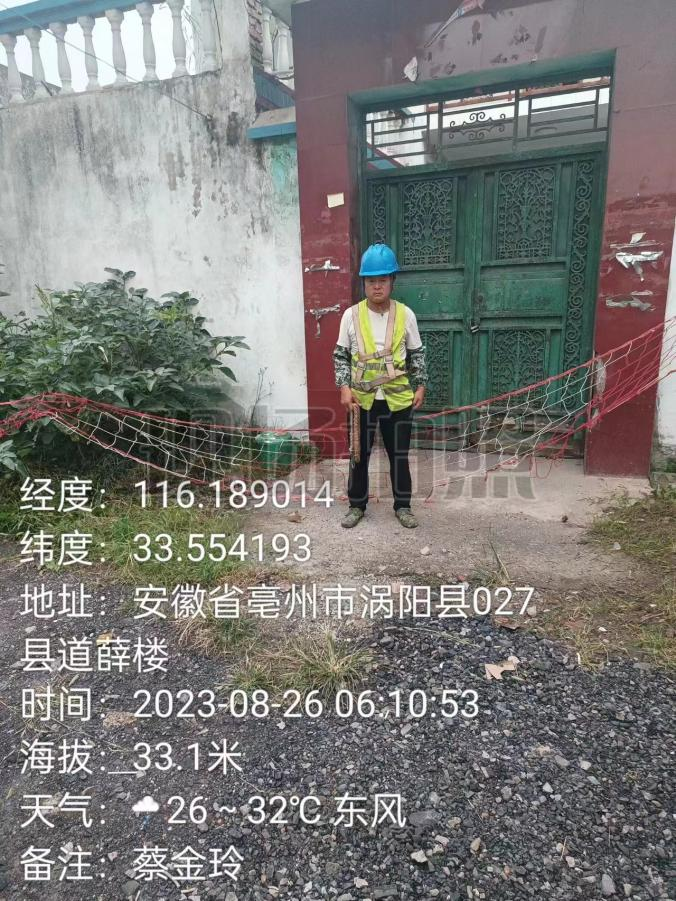 经度：116.189014
纬度：33.554193
地址：安徽省亳州市涡阳县027
县道薛楼
时间：2023-08-26 06:10:53
海拔：33.1米
天气：26 ~ 32℃ 东风
备注：蔡金玲